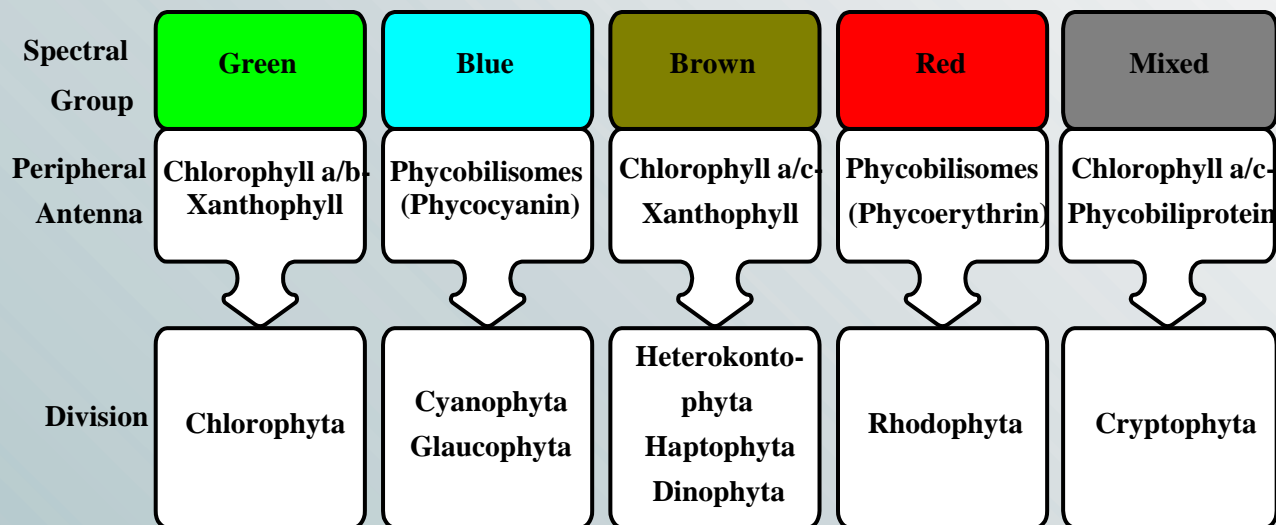 Spectral
Group
Green
Blue
Brown
Red
Mixed
Peripheral
Antenna
Chlorophyll a/b-
Xanthophyll
Phycobilisomes
(Phycocyanin)
Chlorophyll a/c-
Xanthophyll
Phycobilisomes
(Phycoerythrin)
Chlorophyll a/c-
Phycobiliprotein
Division
Chlorophyta
Cyanophyta
Glaucophyta
Heterokonto-
phyta
Haptophyta
Dinophyta
Rhodophyta
Cryptophyta